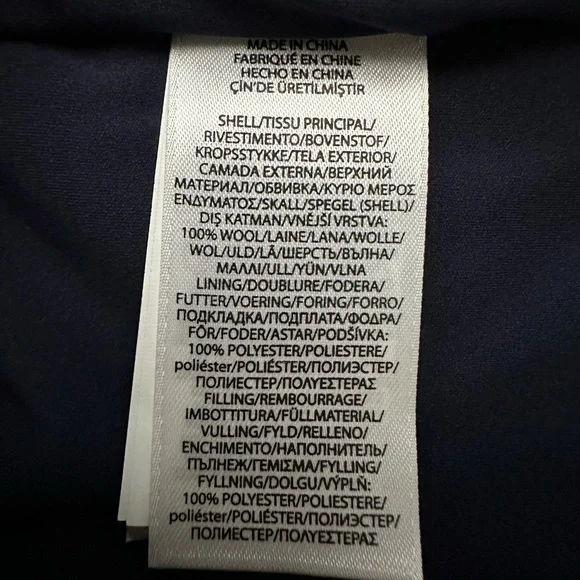 MADE IN CHINA
FABRIQUÉ EN CHINE
HECHO EN CHINA
ÇİN'DE ÜRETİLMİŞTİR
SHELL/TISSU PRINCIPAL/
RIVESTIMENTO/BOVENSTOF/
KROPSSTYKKE/TELA EXTERIOR/
CAMADA EXTERNA/ВЕРХНИЙ
МАТЕРИАЛ/ОБВИВКА/ΚΥΡΙΟ ΜΕΡΟΣ
ΕΝΔΥΜΑΤΟΣ/SKALL/SPEGEL (SHELL)/
DIŞ KATMAN/VNĚJŠÍ VRSTVA:
100% WOOL/LAINE/LANA/WOLLE/
WOL/ULD/LÃ/ШЕРСТЬ/ВЪЛНА/
ΜΑΛΛΙ/ULL/YÜN/VLNA
LINING/DOUBLURE/FODERA/
FUTTER/VOERING/FORING/FORRO/
ПОДКЛАДКА/ПОДПЛАТА/ΦΟΔΡΑ/
FÔR/FODER/ASTAR/PODŠÍVKA:
100% POLYESTER/POLIESTERE/
poliéster/POLIÉSTER/ПОЛИЭСТЕР/
ПОЛИЕСТЕР/ΠΟΛΥΕΣΤΕΡΑΣ
FILLING/REMBOURRAGE/
IMBOTTITURA/FÜLLMATERIAL/
VULLING/FYLD/RELLENO/
ENCHIMENTO/НАПОЛНИТЕЛЬ/
ПЪЛНЕЖ/ΓΕΜΙΣΜΑ/FYLLING/
FYLLNING/DOLGU/VÝPLŇ:
100% POLYESTER/POLIESTERE/
poliéster/POLIÉSTER/ПОЛИЭСТЕР/
ПОЛИЕСТЕР/ΠΟΛΥΕΣΤΕΡΑΣ